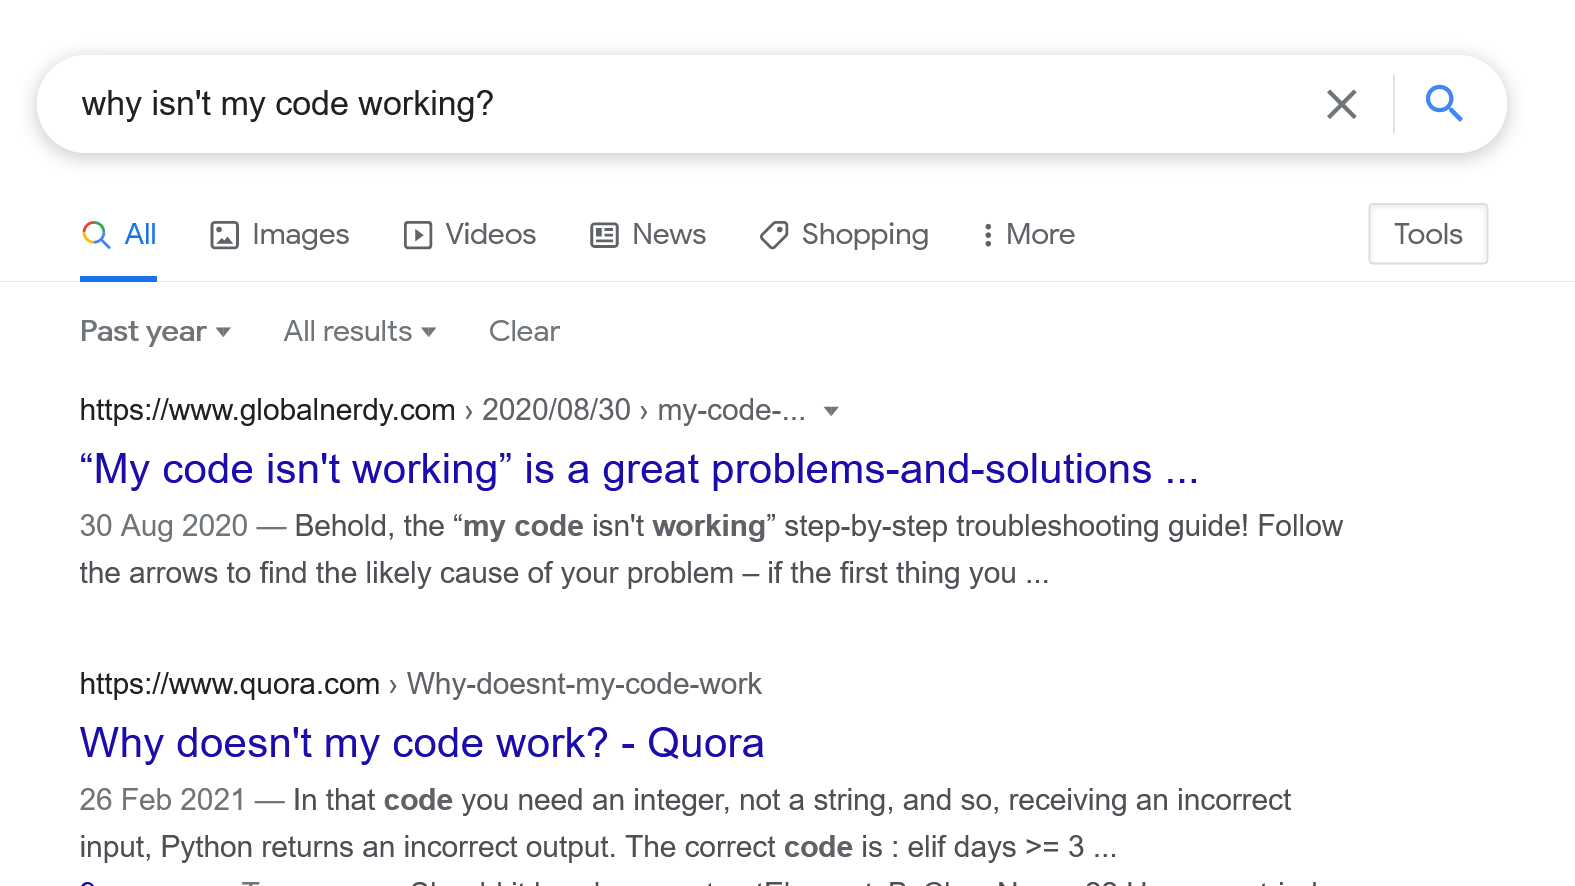 why isn't my code working?
All Images Videos News Shopping More Tools
Past year All results Clear
https://www.globalnerdy.com › 2020/08/30 › my-code-...
“My code isn't working” is a great problems-and-solutions ...
30 Aug 2020 — Behold, the “my code isn't working” step-by-step troubleshooting guide! Follow
the arrows to find the likely cause of your problem – if the first thing you ...
https://www.quora.com › Why-doesnt-my-code-work
Why doesn't my code work? - Quora
26 Feb 2021 — In that code you need an integer, not a string, and so, receiving an incorrect
input, Python returns an incorrect output. The correct code is : elif days >= 3 ...